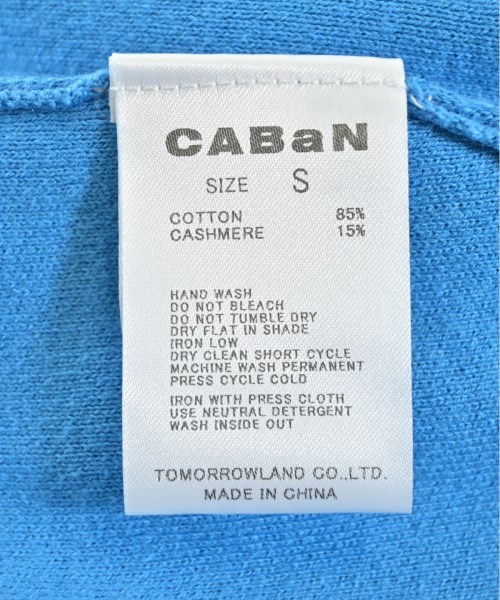 CABaN
SIZE S
COTTON 85%
CASHMERE 15%
HAND WASH
DO NOT BLEACH
DO NOT TUMBLE DRY
DRY FLAT IN SHADE
IRON LOW
DRY CLEAN SHORT CYCLE
MACHINE WASH PERMANENT
PRESS CYCLE COLD
IRON WITH PRESS CLOTH
USE NEUTRAL DETERGENT
WASH INSIDE OUT
TOMORROWLAND CO.,LTD.
MADE IN CHINA